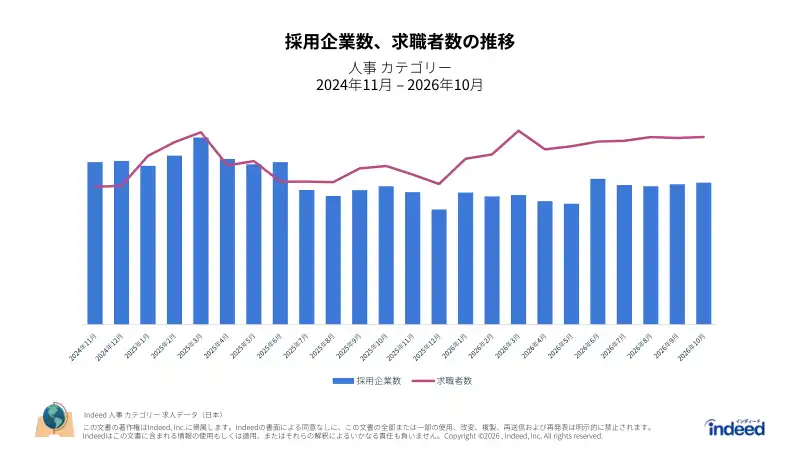 採用企業数、求職者数の推移
人事 カテゴリー
2024年11月 – 2026年10月
2024年11月
2024年12月
2025年1月
2025年2月
2025年3月
2025年4月
2025年5月
2025年6月
2025年7月
2025年8月
2025年9月
2025年10月
2025年11月
2025年12月
2026年1月
2026年2月
2026年3月
2026年4月
2026年5月
2026年6月
2026年7月
2026年8月
2026年9月
2026年10月
採用企業数
求職者数
Indeed 人事 カテゴリー 求人データ（日本）
この文書の著作権はIndeed, Inc.に帰属します。Indeedの書面による同意なしに、この文書の全部または一部の使用、改変、複製、再送信および再発表は明示的に禁止されます。
Indeedはこの文書に含まれる情報の使用もしくは適用、またはそれらの解釈によるいかなる責任も負いません。Copyright ©2026 , Indeed, Inc. All rights reserved.
インディード
indeed